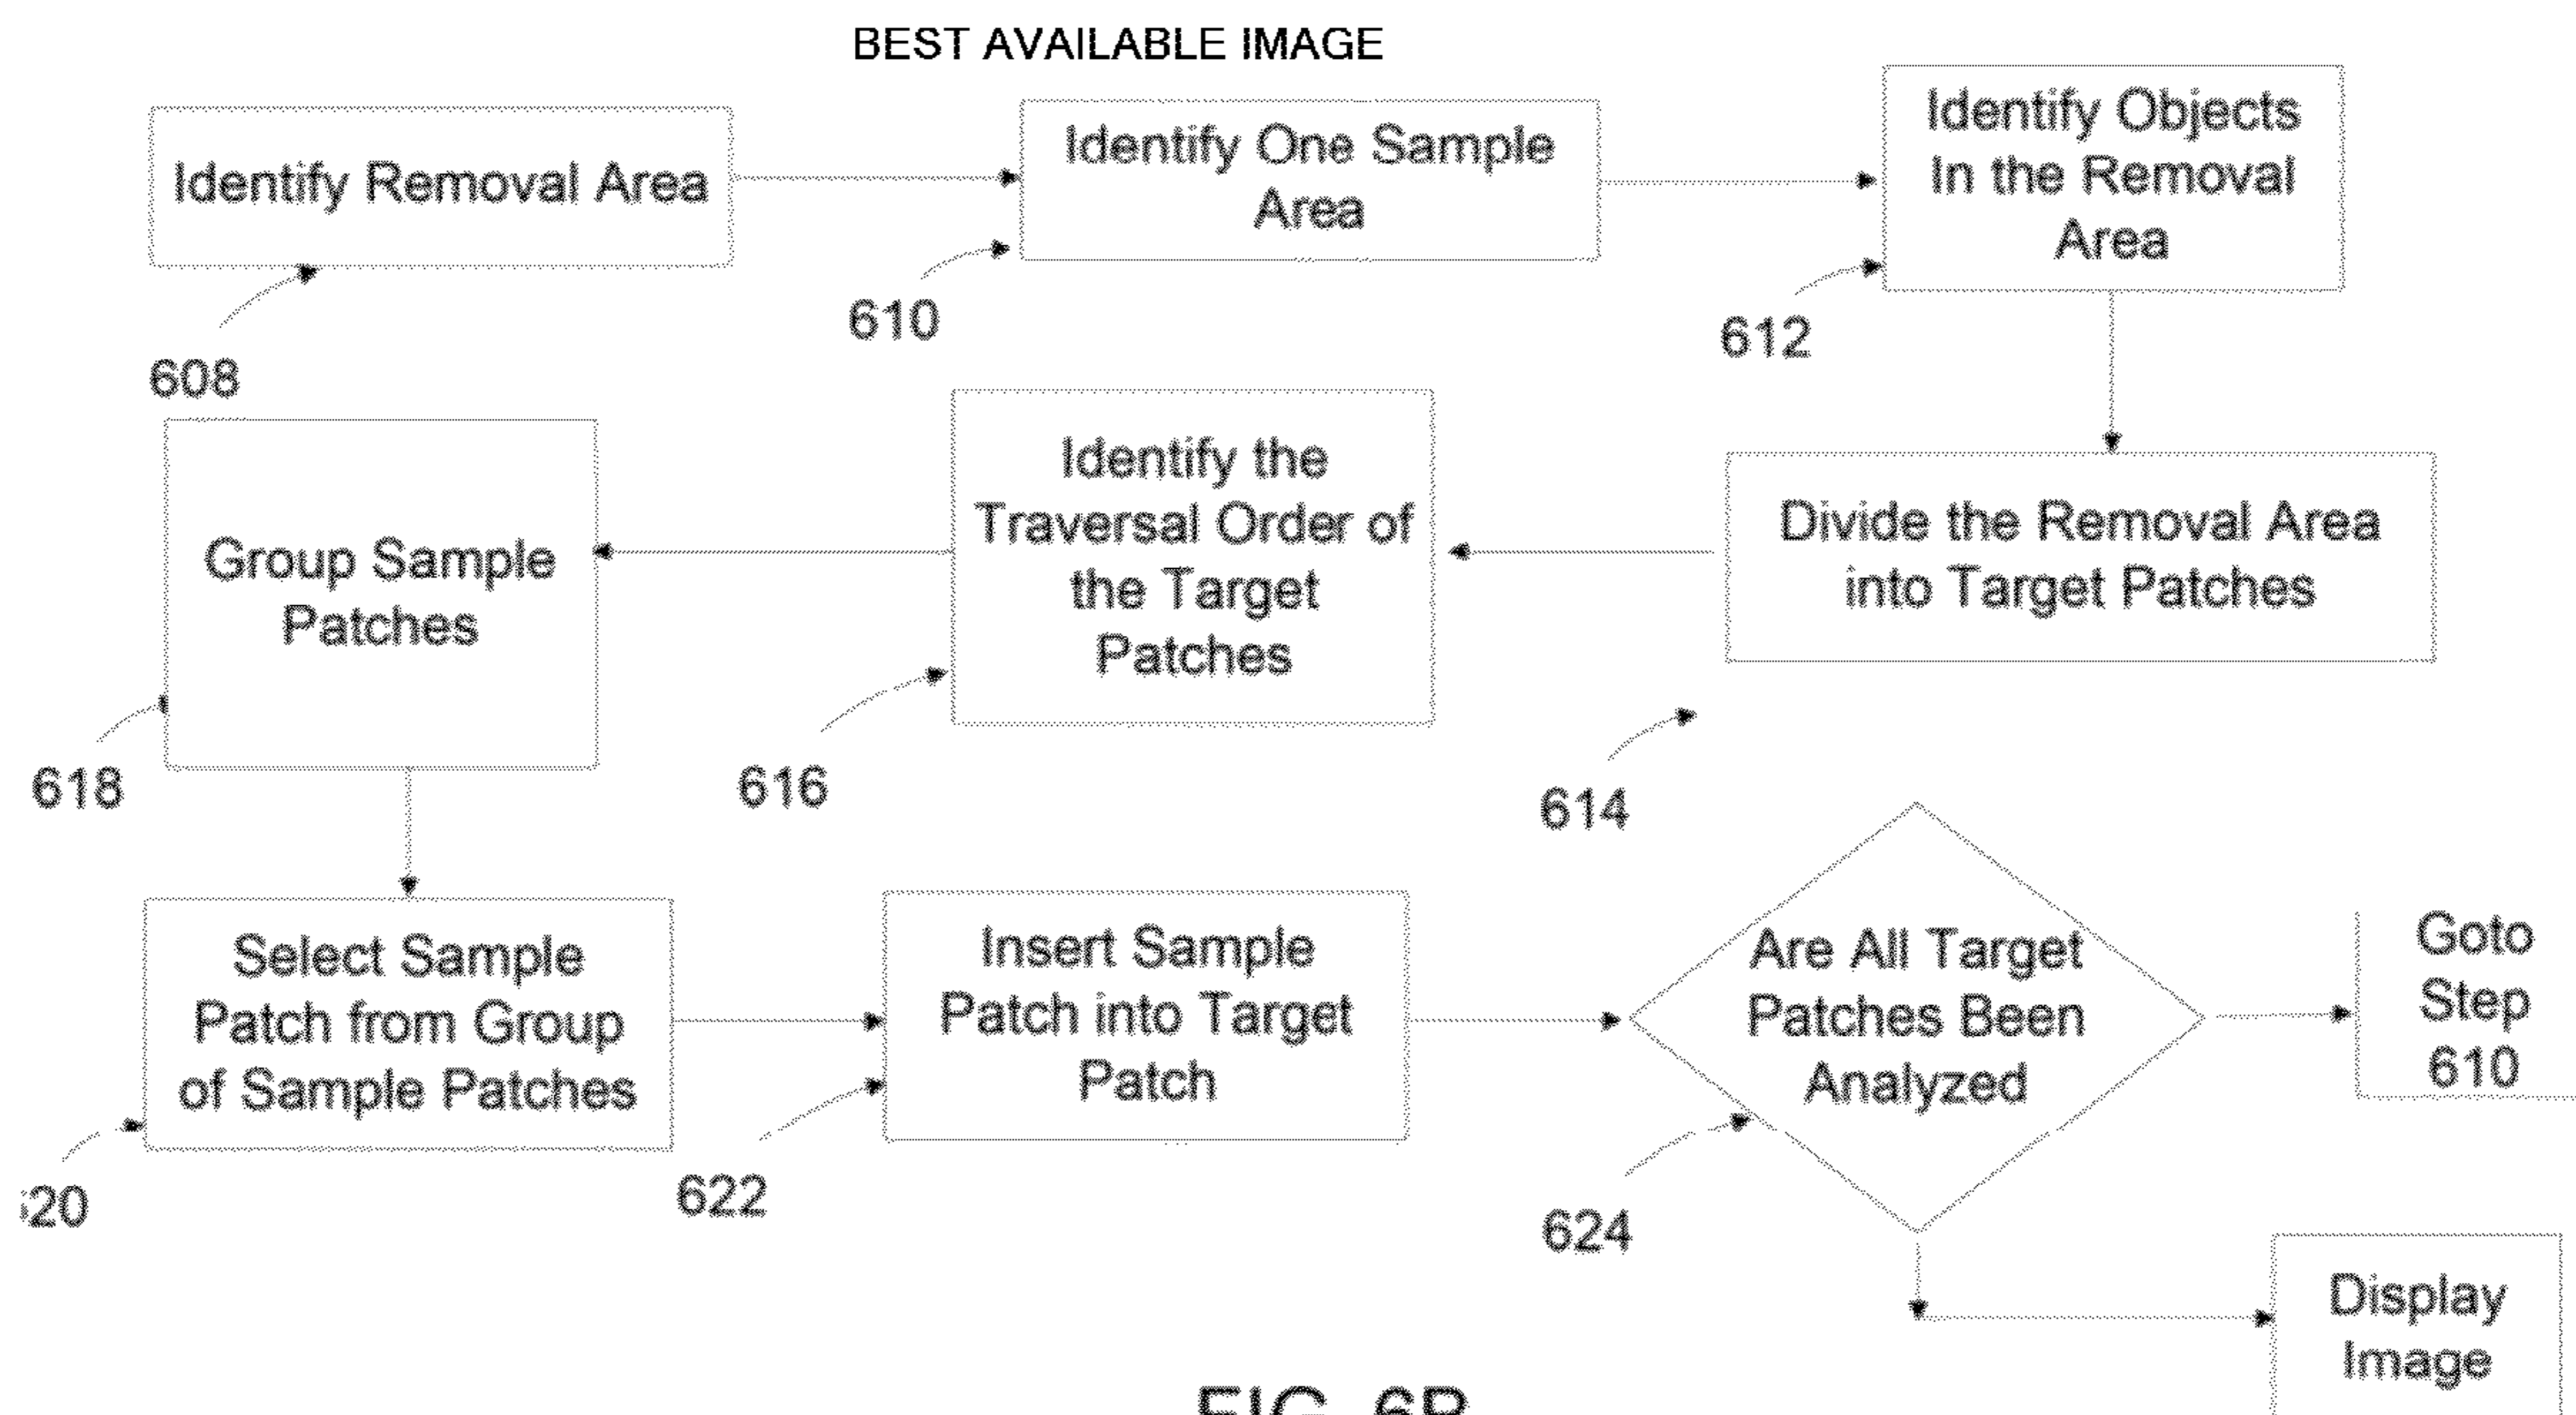 BEST AVAILABLE IMAGE
Identify Removal Area
608
Identify One Sample
Area
610
Identify Objects
In the Removal
Area
612
Divide the Removal Area
into Target Patches
614
Identify the
Traversal Order of
the Target
Patches
616
Group Sample
Patches
618
Select Sample
Patch from Group
of Sample Patches
20
Insert Sample
Patch into Target
Patch
622
Are All Target
Patches Been
Analyzed
624
Goto
Step
610
Display
Image
FIG. 6B